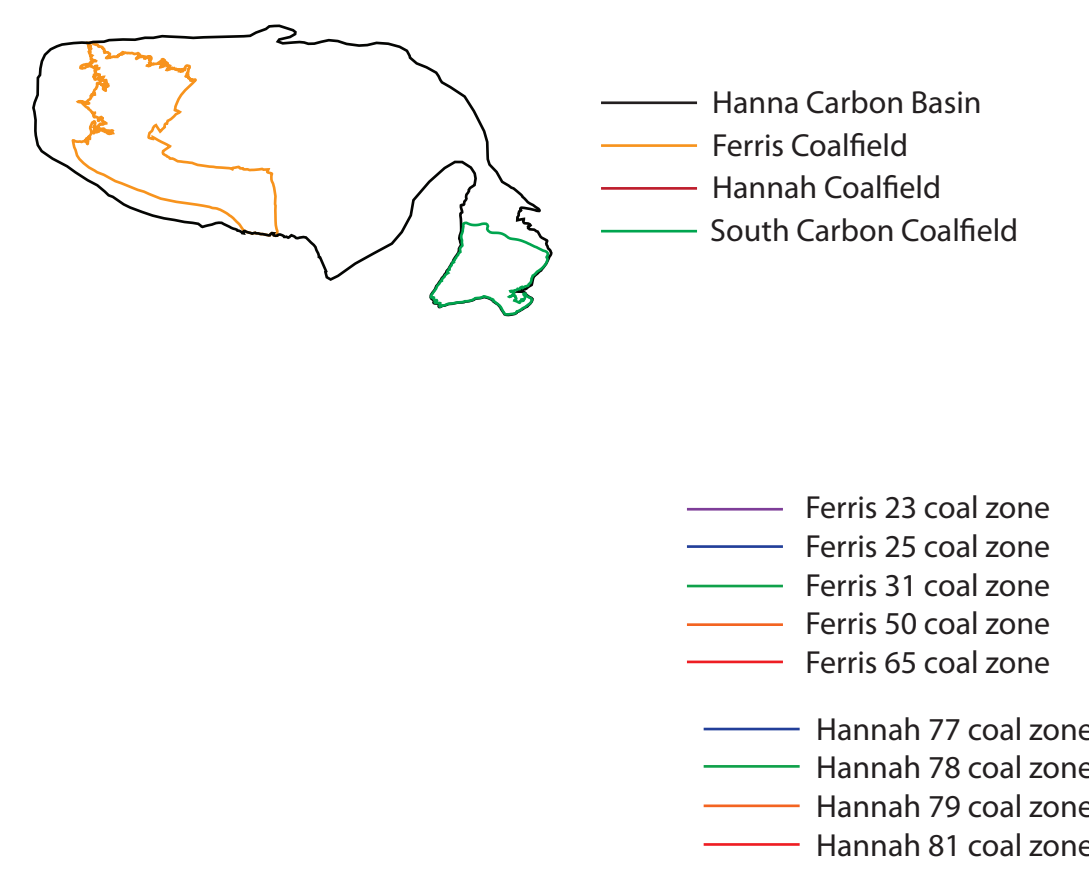 Hanna Carbon Basin
Ferris Coalfield
Hannah Coalfield
South Carbon Coalfield
Ferris 23 coal zone
Ferris 25 coal zone
Ferris 31 coal zone
Ferris 50 coal zone
Ferris 65 coal zone
Hannah 77 coal zone
Hannah 78 coal zone
Hannah 79 coal zone
Hannah 81 coal zone